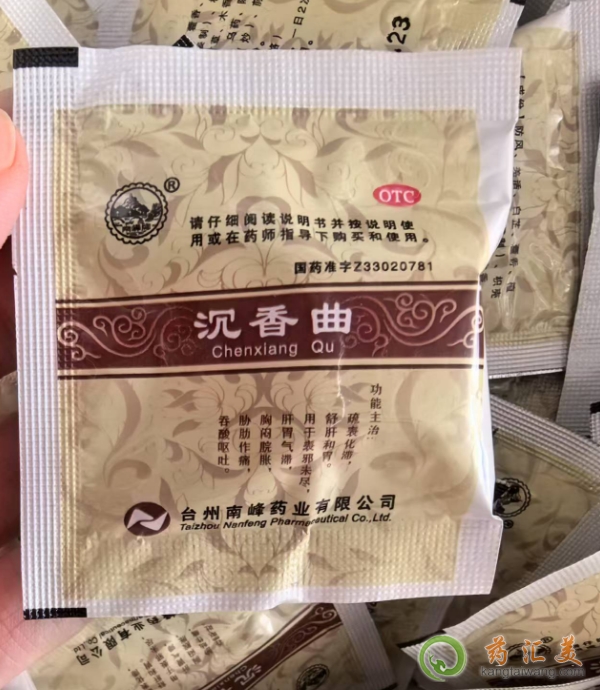 ®
OTC
请仔细阅读说明书并按说明使
用或在药师指导下购买和使用。
国药准字Z33020781
沉香曲
Chenxiang Qu
功能主治:
疏表化滞,
舒肝和胃。
用于表邪未尽,
肝胃气滞,
胸闷脘胀,
胁肋作痛,
吞酸呕吐。
台州南峰药业有限公司
Taizhou Nanfeng Pharmaceutical Co.,Ltd.
药汇美
kangtaiwang.com